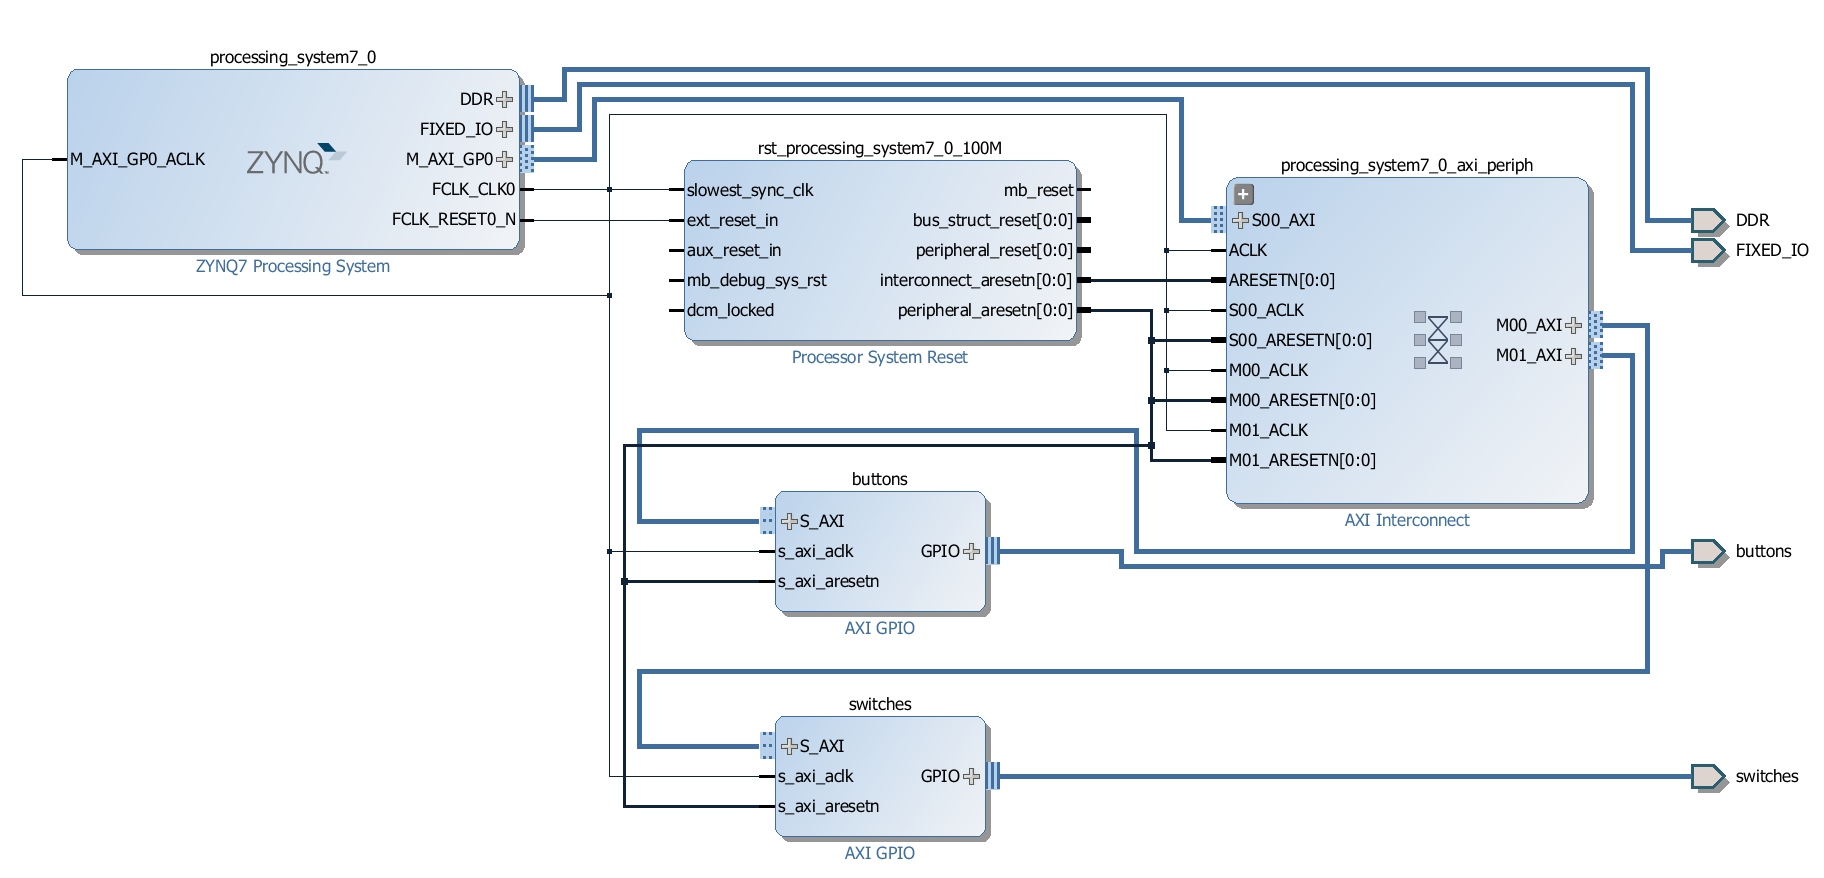 processing_system7_0
DDR
FIXED_IO
M_AXI_GP0_ACLK
ZYNQ
M_AXI_GP0
FCLK_CLK0
FCLK_RESET0_N
ZYNQ7 Processing System
rst_processing_system7_0_100M
slowest_sync_clk
mb_reset
ext_reset_in
bus_struct_reset[0:0]
aux_reset_in
peripheral_reset[0:0]
mb_debug_sys_rst
interconnect_aresetn[0:0]
dcm_locked
peripheral_aresetn[0:0]
Processor System Reset
processing_system7_0_axi_periph
S00_AXI
ACLK
ARESETN[0:0]
S00_ACLK
S00_ARESETN[0:0]
M00_ACLK
M00_ARESETN[0:0]
M01_ACLK
M01_ARESETN[0:0]
M00_AXI
M01_AXI
AXI Interconnect
DDR
FIXED_IO
buttons
S_AXI
s_axi_aclk
GPIO
s_axi_aresetn
AXI GPIO
buttons
switches
S_AXI
s_axi_aclk
GPIO
s_axi_aresetn
AXI GPIO
switches